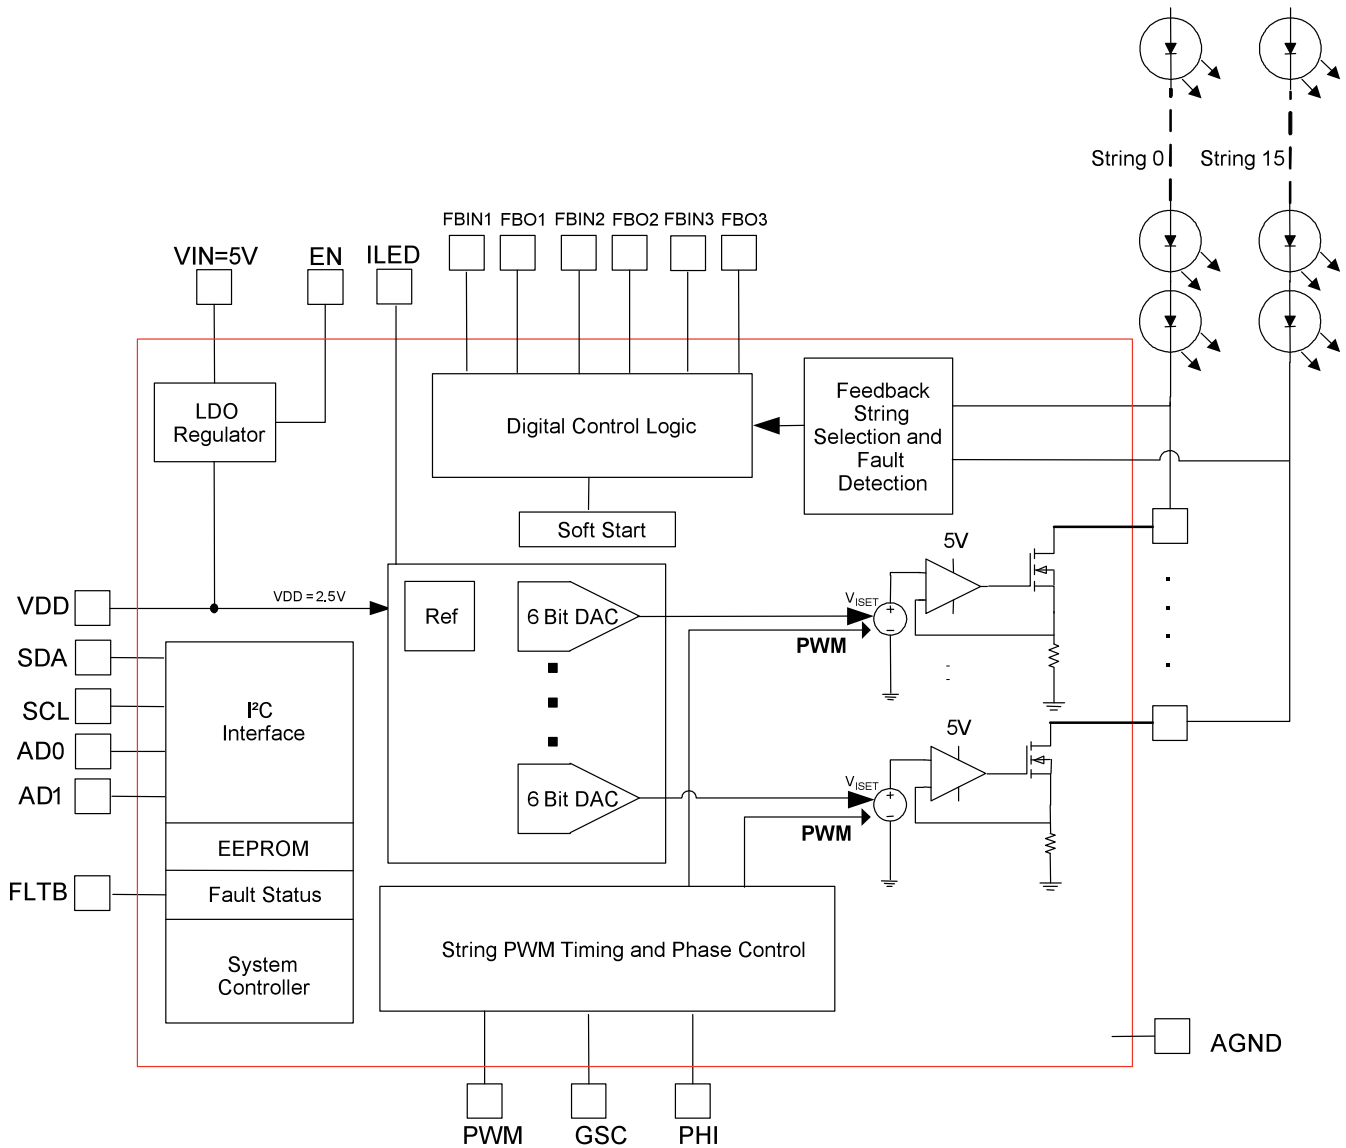 String 0
String 15
FBIN1
FBO1
FBIN2
FBO2
FBIN3
FBO3
VIN=5V
EN
ILED
LDO
Regulator
Digital Control Logic
Feedback
String
Selection and
Fault
Detection
Soft Start
5V
VDD
VDD = 2.5V
Ref
6 Bit DAC
VISET
+
−
PWM
SDA
SCL
AD0
AD1
I²C
Interface
5V
6 Bit DAC
VISET
+
−
PWM
EEPROM
FLTB
Fault Status
String PWM Timing and Phase Control
System
Controller
AGND
PWM
GSC
PHI